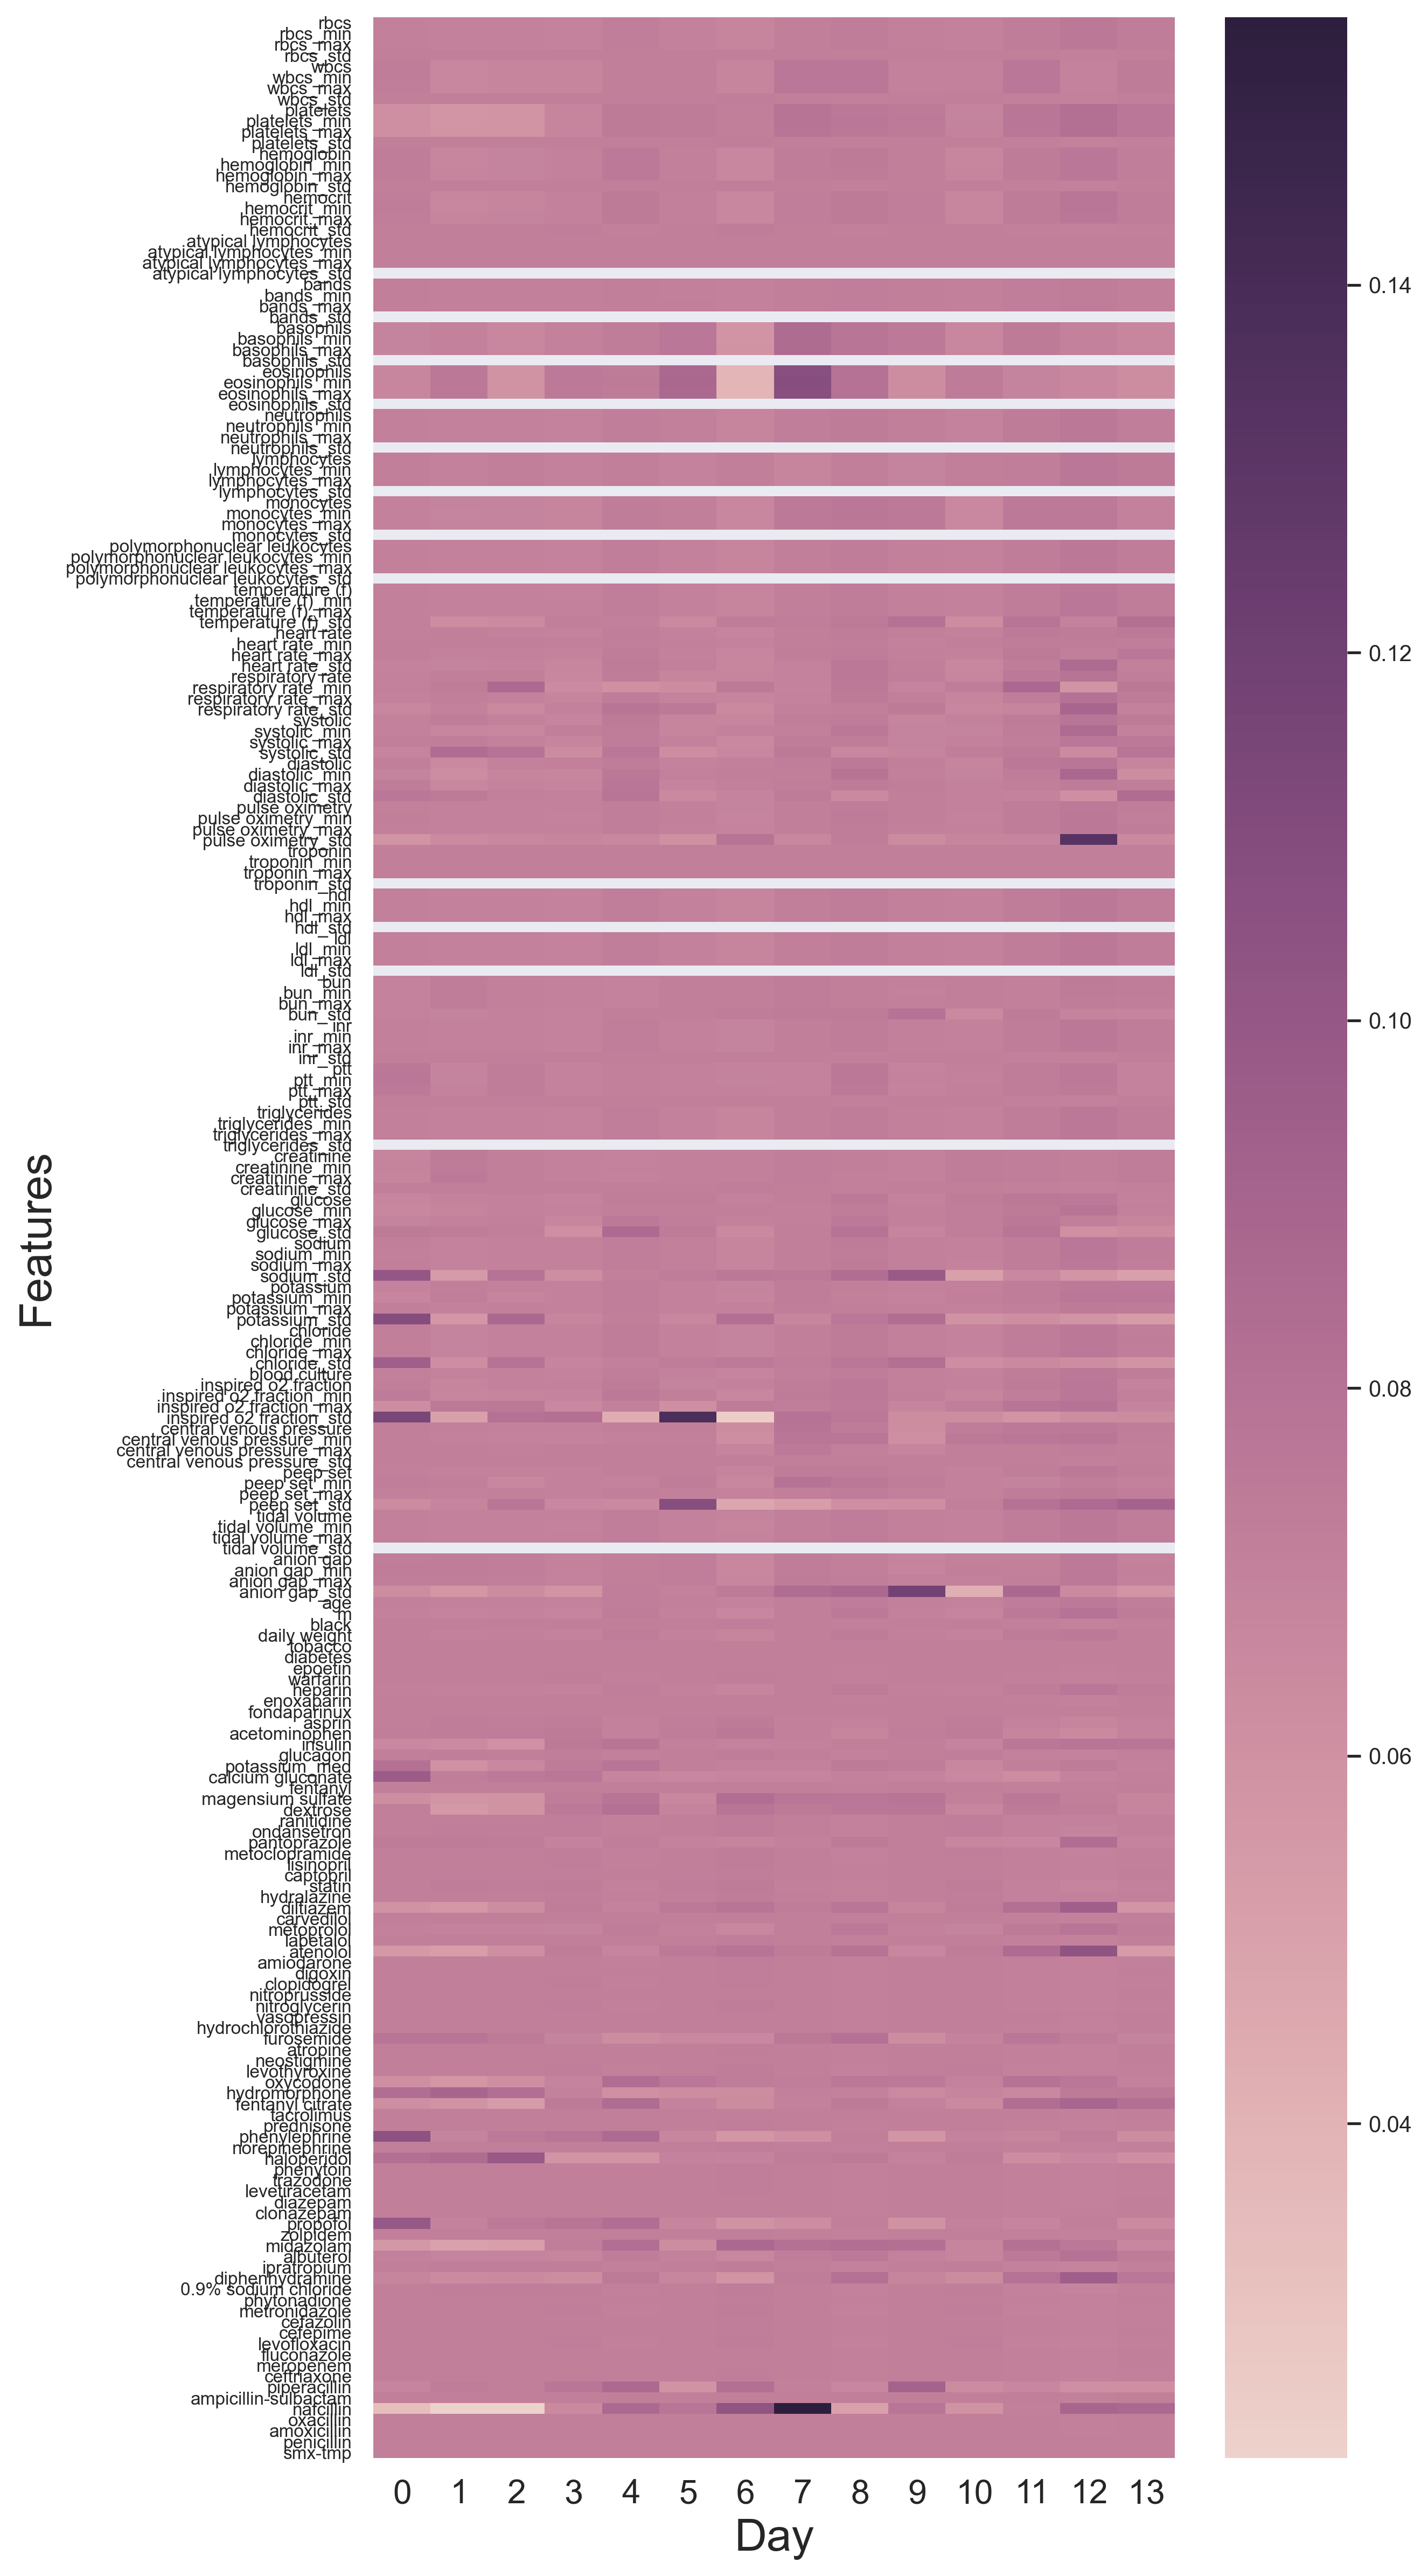 rbcs
rbcs_min
rbcs_max
rbcs_std
wbcs
wbcs_min
wbcs_max
wbcs_std
platelets
platelets_min
platelets_max
platelets_std
hemoglobin
hemoglobin_min
hemoglobin_max
hemoglobin_std
hemocrit
hemocrit_min
hemocrit_max
hemocrit_std
atypical lymphocytes
atypical lymphocytes_min
atypical lymphocytes_max
atypical lymphocytes_std
bands
bands_min
bands_max
bands_std
basophils
basophils_min
basophils_max
basophils_std
eosinophils
eosinophils_min
eosinophils_max
eosinophils_std
neutrophils
neutrophils_min
neutrophils_max
neutrophils_std
lymphocytes
lymphocytes_min
lymphocytes_max
lymphocytes_std
monocytes
monocytes_min
monocytes_max
monocytes_std
polymorphonuclear leukocytes
polymorphonuclear leukocytes_min
polymorphonuclear leukocytes_max
polymorphonuclear leukocytes_std
temperature (f)
temperature (f)_min
temperature (f)_max
temperature (f)_std
heart rate
heart rate_min
heart rate_max
heart rate_std
respiratory rate
respiratory rate_min
respiratory rate_max
respiratory rate_std
systolic
systolic_min
systolic_max
systolic_std
diastolic
diastolic_min
diastolic_max
diastolic_std
pulse oximetry
pulse oximetry_min
pulse oximetry_max
pulse oximetry_std
troponin
troponin_min
troponin_max
troponin_std
hdl
hdl_min
hdl_max
hdl_std
ldl
ldl_min
ldl_max
ldl_std
bun
bun_min
bun_max
bun_std
inr
inr_min
inr_max
inr_std
ptt
ptt_min
ptt_max
ptt_std
triglycerides
triglycerides_min
triglycerides_max
triglycerides_std
creatinine
creatinine_min
creatinine_max
creatinine_std
glucose
glucose_min
glucose_max
glucose_std
sodium
sodium_min
sodium_max
sodium_std
potassium
potassium_min
potassium_max
potassium_std
chloride
chloride_min
chloride_max
chloride_std
blood culture
inspired o2 fraction
inspired o2 fraction_min
inspired o2 fraction_max
inspired o2 fraction_std
central venous pressure
central venous pressure_min
central venous pressure_max
central venous pressure_std
peep set
peep set_min
peep set_max
peep set_std
tidal volume
tidal volume_min
tidal volume_max
tidal volume_std
anion gap
anion gap_min
anion gap_max
anion gap_std
age
m
black
daily weight
tobacco
diabetes
epoetin
warfarin
heparin
enoxaparin
fondaparinux
asprin
acetominophen
insulin
glucagon
potassium_med
calcium gluconate
fentanyl
magensium sulfate
dextrose
ranitidine
ondansetron
pantoprazole
metoclopramide
lisinopril
captopril
statin
hydralazine
diltiazem
carvedilol
metoprolol
labetalol
atenolol
amiodarone
digoxin
clopidogrel
nitroprusside
nitroglycerin
vasopressin
hydrochlorothiazide
furosemide
atropine
neostigmine
levothyroxine
oxycodone
hydromorphone
fentanyl citrate
tacrolimus
prednisone
phenylephrine
norepinephrine
haloperidol
phenytoin
trazodone
levetiracetam
diazepam
clonazepam
propofol
zolpidem
midazolam
albuterol
ipratropium
diphenhydramine
0.9% sodium chloride
phytonadione
metronidazole
cefazolin
cefepime
levofloxacin
fluconazole
meropenem
ceftriaxone
piperacillin
ampicillin-sulbactam
nafcillin
oxacillin
amoxicillin
penicillin
smx-tmp
Features
0 1 2 3 4 5 6 7 8 9 10 11 12 13
Day
0.14
0.12
0.10
0.08
0.06
0.04